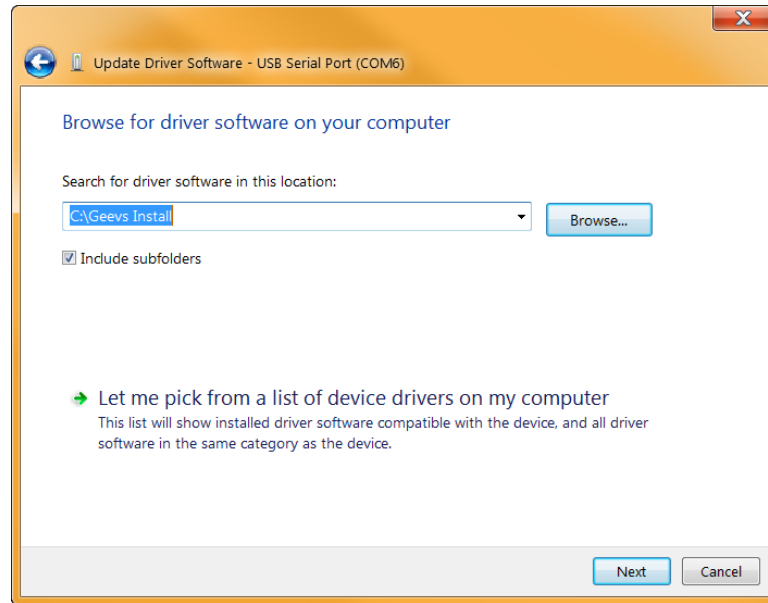 Update Driver Software - USB Serial Port (COM6)
Browse for driver software on your computer
Search for driver software in this location:
C:\Geevs Install
Browse...
Include subfolders
Let me pick from a list of device drivers on my computer
This list will show installed driver software compatible with the device, and all driver
software in the same category as the device.
Next
Cancel